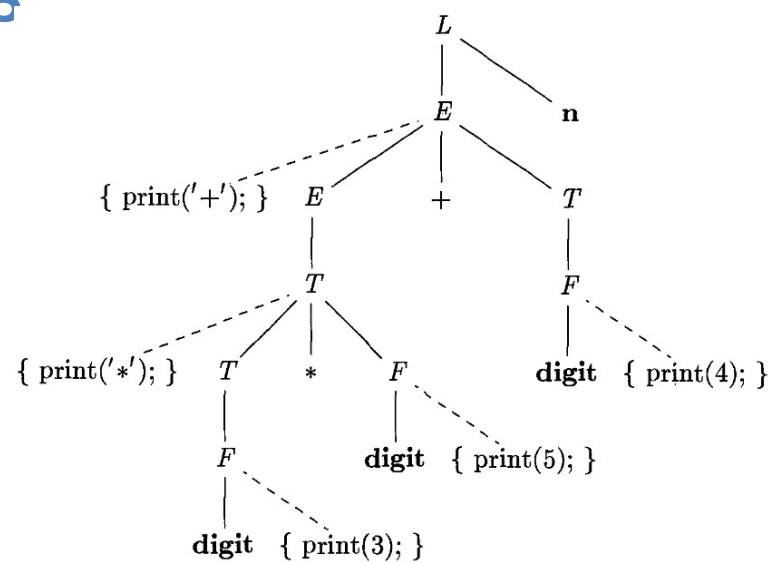 L
E n
{ print('+'); } E + T
T F
{ print('*'); } T * F digit { print(4); }
F digit { print(5); }
digit { print(3); }